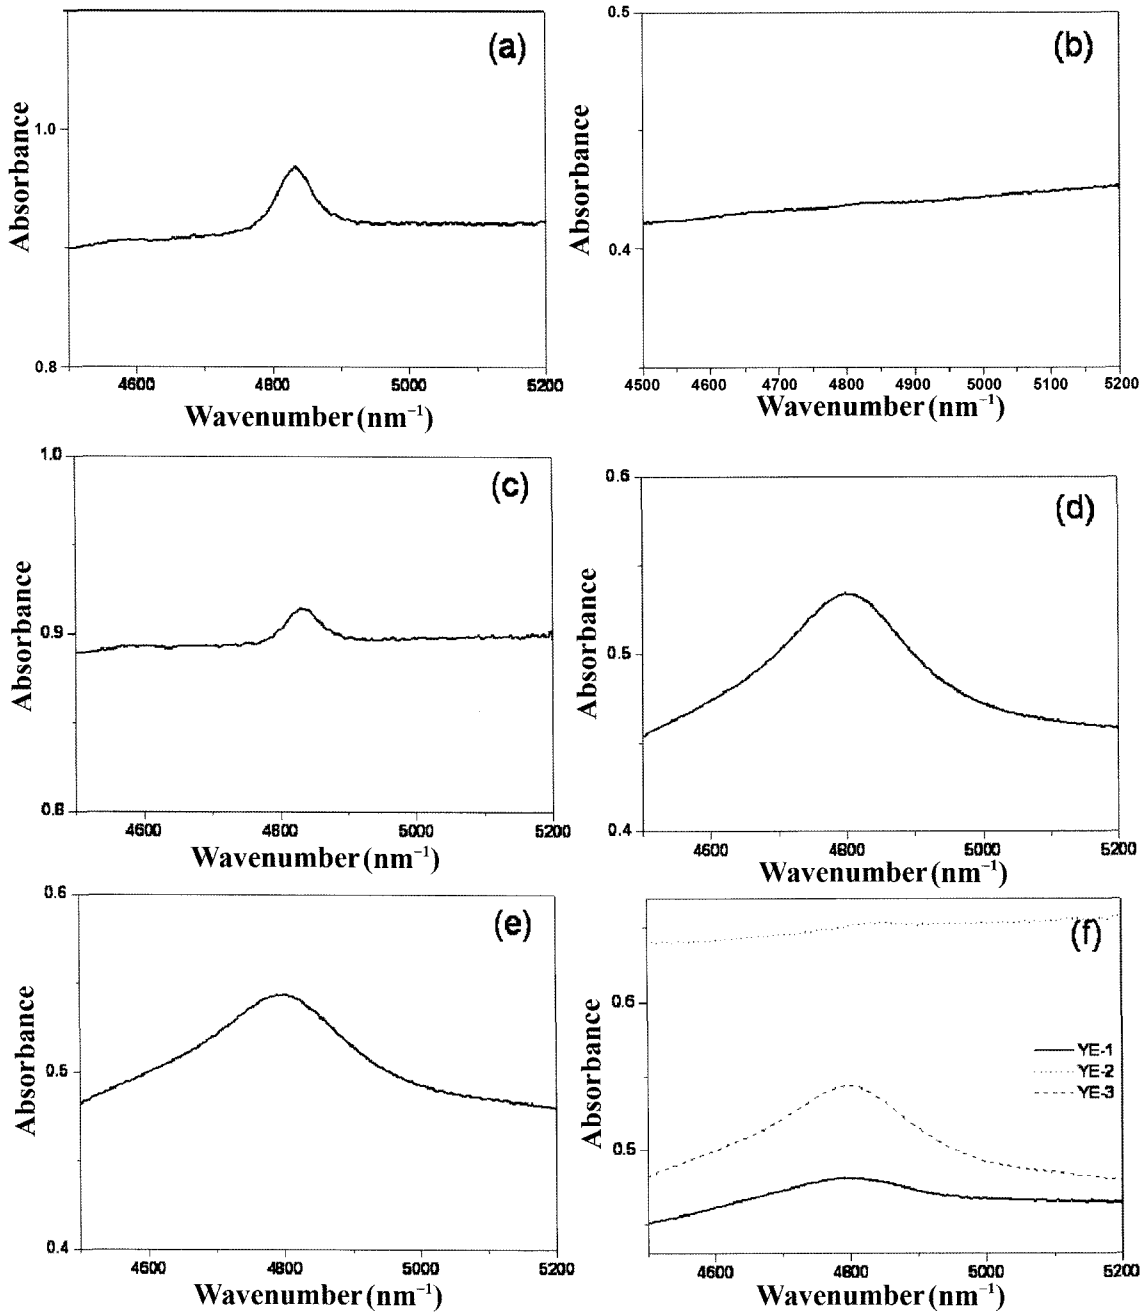 (a)
Absorbance
1.0
0.8
4600 4800 5000 5200
Wavenumber (nm⁻¹)
(b)
Absorbance
0.5
0.4
4500 4600 4700 4800 4900 5000 5100 5200
Wavenumber (nm⁻¹)
(c)
Absorbance
1.0
0.9
0.8
4600 4800 5000 5200
Wavenumber (nm⁻¹)
(d)
Absorbance
0.6
0.5
0.4
4600 4800 5000 5200
Wavenumber (nm⁻¹)
(e)
Absorbance
0.6
0.5
0.4
4600 4800 5000 5200
Wavenumber (nm⁻¹)
(f)
Absorbance
0.6
0.5
YE-1
YE-2
YE-3
4600 4800 5000 5200
Wavenumber (nm⁻¹)